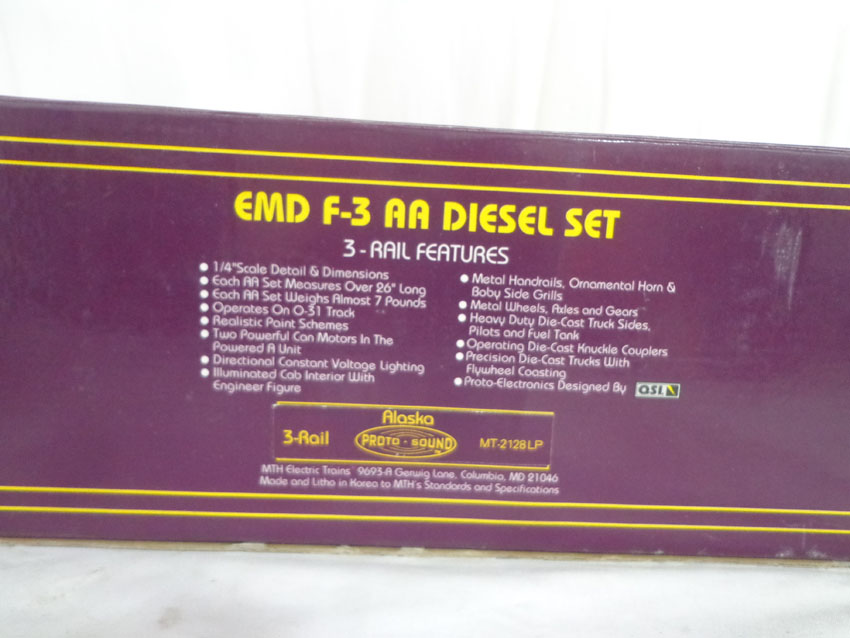 EMD F-3 AA DIESEL SET
3-RAIL FEATURES
• 1/4" Scale Detail & Dimensions
• Each AA Set Measures Over 26" Long
• Each AA Set Weighs Almost 7 Pounds
• Operates On O-31 Track
• Realistic Paint Schemes
• Two Powerful Can Motors In The
Powered A Unit
• Directional Constant Voltage Lighting
• Illuminated Cab Interior With
Engineer Figure
• Metal Handrails, Ornamental Horn &
Baby Side Grills
• Metal Wheels, Axles and Gears
• Heavy Duty Die-Cast Truck Sides,
Pilots and Fuel Tank
• Operating Die-Cast Knuckle Couplers
• Precision Die-Cast Trucks With
Flywheel Coasting
• Proto-Electronics Designed By QSI
Alaska
3-Rail PROTO-SOUND MT-2128LP
MTH Electric Trains 9693-A Gerwig Lane, Columbia, MD 21046
Made and Litho in Korea to MTH's Standards and Specifications